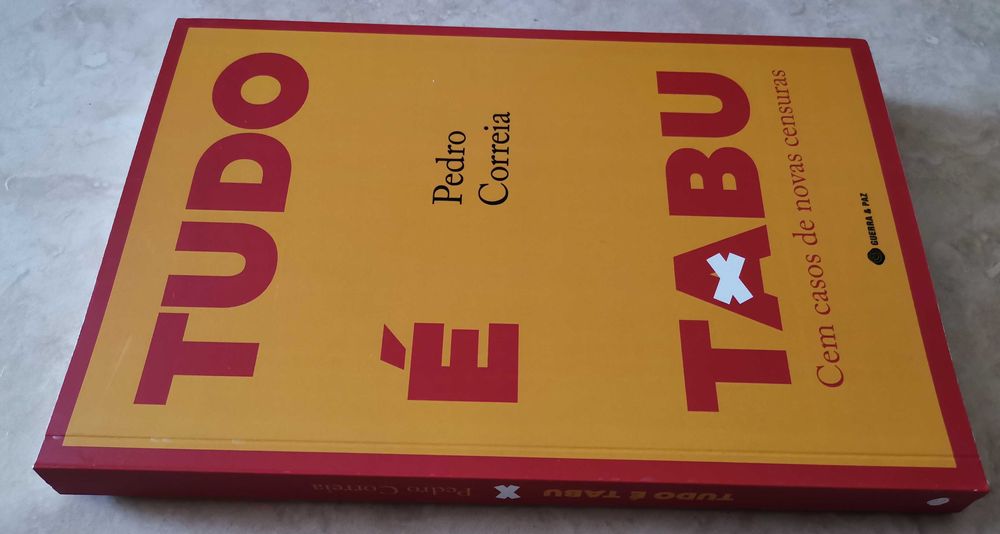 TUDO
É
Pedro
Correia
TABU
Cem casos de novas censuras
GUERRA & PAZ
Pedro Correia TUDO É TABU